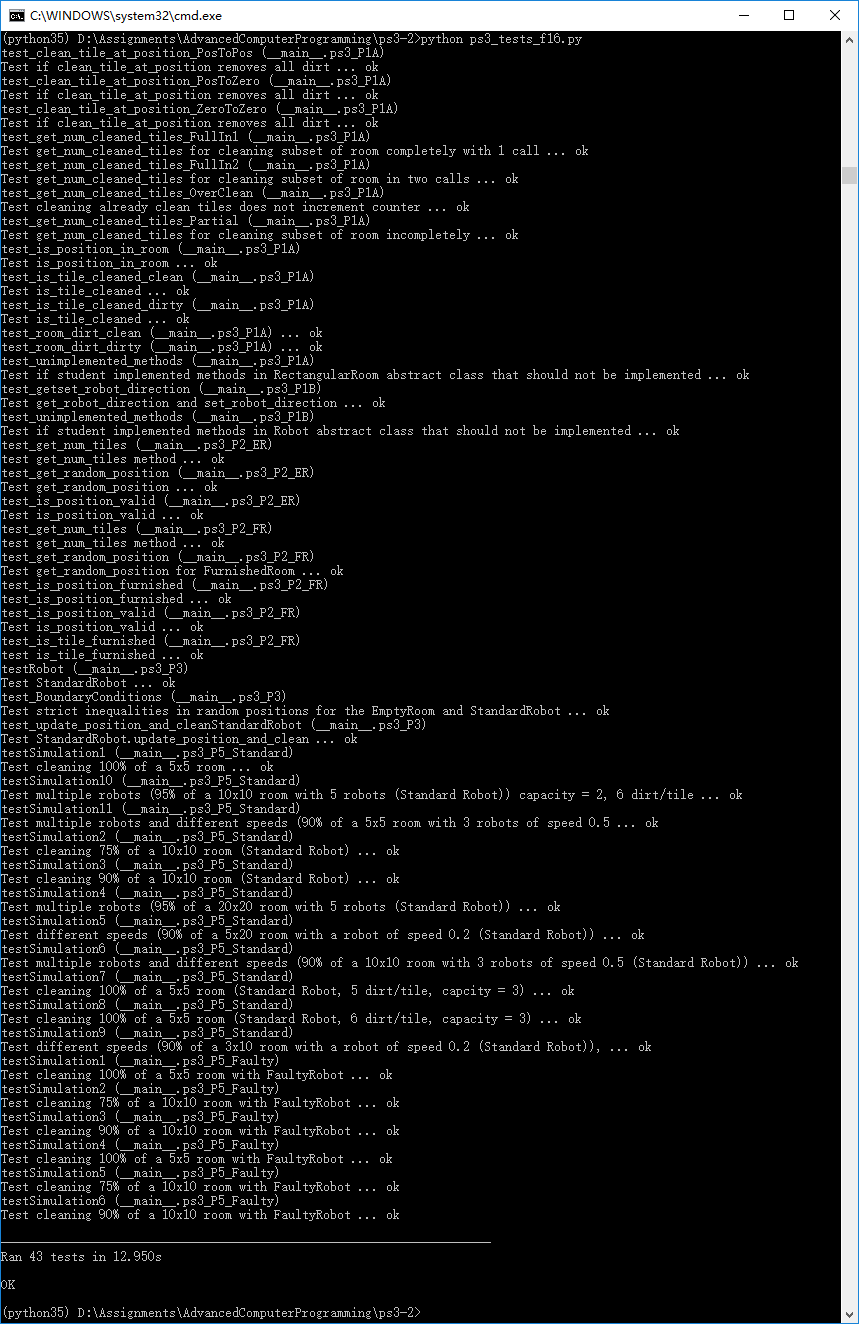 C:\WINDOWS\system32\cmd.exe
(python35) D:\Assignments\AdvancedComputerProgramming\ps3-2>python ps3_tests_f16.py
test_clean_tile_at_position_PosToPos (__main__.ps3_P1A)
Test if clean_tile_at_position removes all dirt ... ok
test_clean_tile_at_position_PosToZero (__main__.ps3_P1A)
Test if clean_tile_at_position removes all dirt ... ok
test_clean_tile_at_position_ZeroToZero (__main__.ps3_P1A)
Test if clean_tile_at_position removes all dirt ... ok
test_get_num_cleaned_tiles_FullIn1 (__main__.ps3_P1A)
Test get_num_cleaned_tiles for cleaning subset of room completely with 1 call ... ok
test_get_num_cleaned_tiles_FullIn2 (__main__.ps3_P1A)
Test get_num_cleaned_tiles for cleaning subset of room in two calls ... ok
test_get_num_cleaned_tiles_OverClean (__main__.ps3_P1A)
Test cleaning already clean tiles does not increment counter ... ok
test_get_num_cleaned_tiles_Partial (__main__.ps3_P1A)
Test get_num_cleaned_tiles for cleaning subset of room incompletely ... ok
test_is_position_in_room (__main__.ps3_P1A)
Test is_position_in_room ... ok
test_is_tile_cleaned_clean (__main__.ps3_P1A)
Test is_tile_cleaned ... ok
test_is_tile_cleaned_dirty (__main__.ps3_P1A)
Test is_tile_cleaned ... ok
test_room_dirt_clean (__main__.ps3_P1A) ... ok
test_room_dirt_dirty (__main__.ps3_P1A) ... ok
test_unimplemented_methods (__main__.ps3_P1A)
Test if student implemented methods in RectangularRoom abstract class that should not be implemented ... ok
test_getset_robot_direction (__main__.ps3_P1B)
Test get_robot_direction and set_robot_direction ... ok
test_unimplemented_methods (__main__.ps3_P1B)
Test if student implemented methods in Robot abstract class that should not be implemented ... ok
test_get_num_tiles (__main__.ps3_P2_ER)
test get_num_tiles method ... ok
test_get_random_position (__main__.ps3_P2_ER)
Test get_random_position ... ok
test_is_position_valid (__main__.ps3_P2_ER)
Test is_position_valid ... ok
test_get_num_tiles (__main__.ps3_P2_FR)
test get_num_tiles method ... ok
test_get_random_position (__main__.ps3_P2_FR)
Test get_random_position for FurnishedRoom ... ok
test_is_position_furnished (__main__.ps3_P2_FR)
test_is_position_furnished ... ok
test_is_position_valid (__main__.ps3_P2_FR)
Test is_position_valid ... ok
test_is_tile_furnished (__main__.ps3_P2_FR)
test_is_tile_furnished ... ok
testRobot (__main__.ps3_P3)
Test StandardRobot ... ok
test_BoundaryConditions (__main__.ps3_P3)
Test strict inequalities in random positions for the EmptyRoom and StandardRobot ... ok
test_update_position_and_cleanStandardRobot (__main__.ps3_P3)
Test StandardRobot.update_position_and_clean ... ok
testSimulation1 (__main__.ps3_P5_Standard)
Test cleaning 100% of a 5x5 room ... ok
testSimulation10 (__main__.ps3_P5_Standard)
Test multiple robots (95% of a 10x10 room with 5 robots (Standard Robot)) capacity = 2, 6 dirt/tile ... ok
testSimulation11 (__main__.ps3_P5_Standard)
Test multiple robots and different speeds (90% of a 5x5 room with 3 robots of speed 0.5 ... ok
testSimulation2 (__main__.ps3_P5_Standard)
Test cleaning 75% of a 10x10 room (Standard Robot) ... ok
testSimulation3 (__main__.ps3_P5_Standard)
Test cleaning 90% of a 10x10 room (Standard Robot) ... ok
testSimulation4 (__main__.ps3_P5_Standard)
Test multiple robots (95% of a 20x20 room with 5 robots (Standard Robot)) ... ok
testSimulation5 (__main__.ps3_P5_Standard)
Test different speeds (90% of a 5x20 room with a robot of speed 0.2 (Standard Robot)) ... ok
testSimulation6 (__main__.ps3_P5_Standard)
Test multiple robots and different speeds (90% of a 10x10 room with 3 robots of speed 0.5 (Standard Robot)) ... ok
testSimulation7 (__main__.ps3_P5_Standard)
Test cleaning 100% of a 5x5 room (Standard Robot, 5 dirt/tile, capcity = 3) ... ok
testSimulation8 (__main__.ps3_P5_Standard)
Test cleaning 100% of a 5x5 room (Standard Robot, 6 dirt/tile, capacity = 3) ... ok
testSimulation9 (__main__.ps3_P5_Standard)
Test different speeds (90% of a 3x10 room with a robot of speed 0.2 (Standard Robot)), ... ok
testSimulation1 (__main__.ps3_P5_Faulty)
Test cleaning 100% of a 5x5 room with FaultyRobot ... ok
testSimulation2 (__main__.ps3_P5_Faulty)
Test cleaning 75% of a 10x10 room with FaultyRobot ... ok
testSimulation3 (__main__.ps3_P5_Faulty)
Test cleaning 90% of a 10x10 room with FaultyRobot ... ok
testSimulation4 (__main__.ps3_P5_Faulty)
Test cleaning 100% of a 5x5 room with FaultyRobot ... ok
testSimulation5 (__main__.ps3_P5_Faulty)
Test cleaning 75% of a 10x10 room with FaultyRobot ... ok
testSimulation6 (__main__.ps3_P5_Faulty)
Test cleaning 90% of a 10x10 room with FaultyRobot ... ok
----------------------------------------------------------------------
Ran 43 tests in 12.950s
OK
(python35) D:\Assignments\AdvancedComputerProgramming\ps3-2>